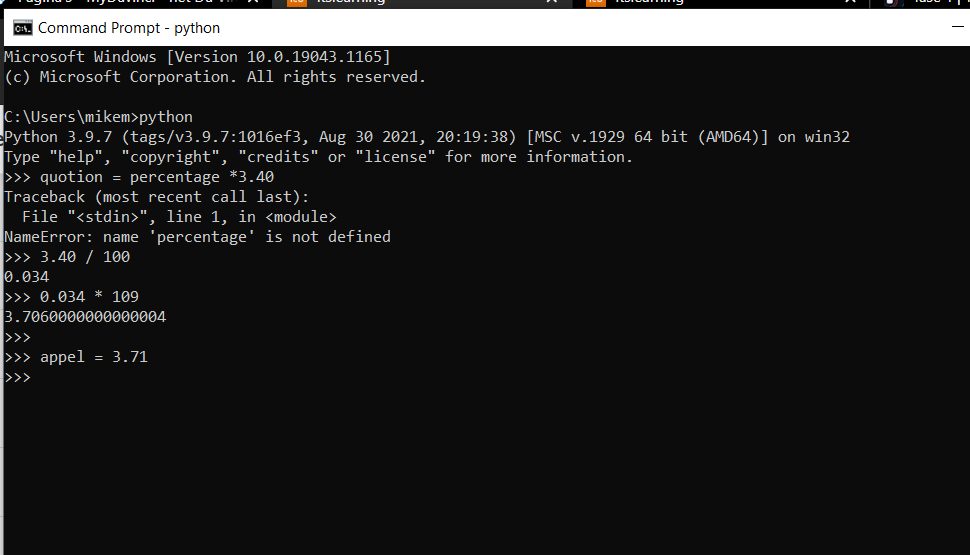 Command Prompt - python
Microsoft Windows [Version 10.0.19043.1165]
(c) Microsoft Corporation. All rights reserved.
C:\Users\mikem>python
Python 3.9.7 (tags/v3.9.7:1016ef3, Aug 30 2021, 20:19:38) [MSC v.1929 64 bit (AMD64)] on win32
Type "help", "copyright", "credits" or "license" for more information.
>>> quotion = percentage *3.40
Traceback (most recent call last):
  File "<stdin>", line 1, in <module>
NameError: name 'percentage' is not defined
>>> 3.40 / 100
0.034
>>> 0.034 * 109
3.7060000000000004
>>>
>>> appel = 3.71
>>>